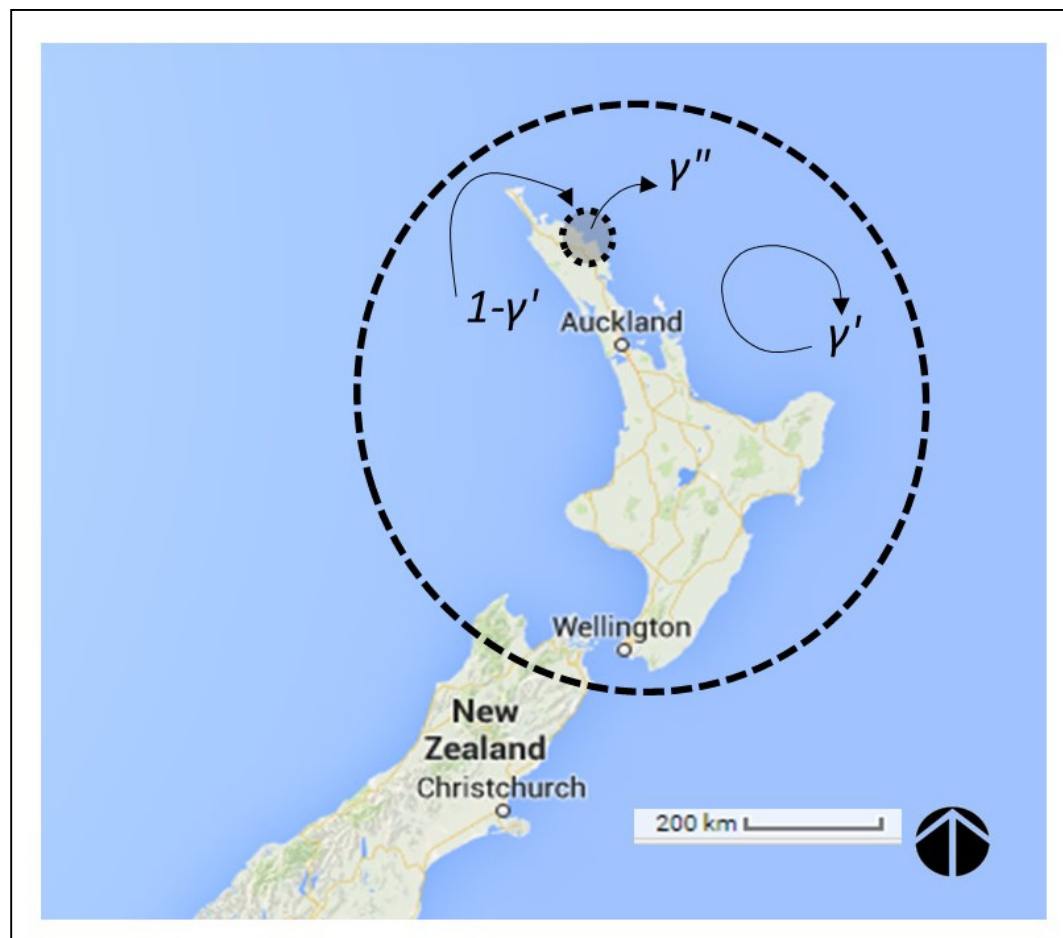 γ"
1-γ'
Auckland
γ'
Wellington
New
Zealand
Christchurch
200 km